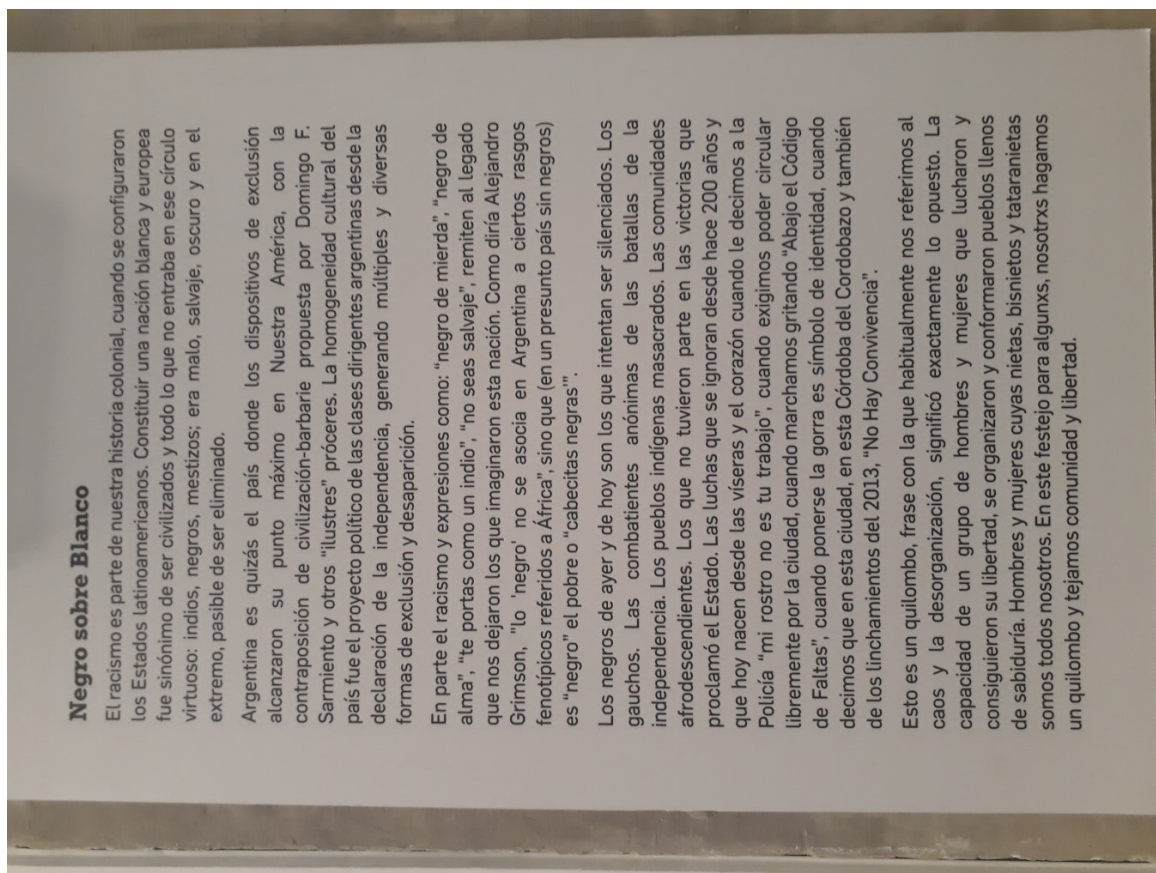 Negro sobre Blanco
El racismo es parte de nuestra historia colonial, cuando se configuraron
los Estados latinoamericanos. Constituir una nación blanca y europea
fue sinónimo de ser civilizados y todo lo que no entraba en ese círculo
virtuoso: indios, negros, mestizos; era malo, salvaje, oscuro y en el
extremo, pasible de ser eliminado.
Argentina es quizás el país donde los dispositivos de exclusión
alcanzaron su punto máximo en Nuestra América, con la
contraposición de civilización-barbarie propuesta por Domingo F.
Sarmiento y otros “ilustres” próceres. La homogeneidad cultural del
país fue el proyecto político de las clases dirigentes argentinas desde la
declaración de la independencia, generando múltiples y diversas
formas de exclusión y desaparición.
En parte el racismo y expresiones como: “negro de mierda”, “negro de
alma”, “te portas como un indio”, “no seas salvaje”, remiten al legado
que nos dejaron los que imaginaron esta nación. Como diría Alejandro
Grimson, "lo 'negro' no se asocia en Argentina a ciertos rasgos
fenotípicos referidos a África”, sino que (en un presunto país sin negros)
es “negro” el pobre o “cabecitas negras'”.
Los negros de ayer y de hoy son los que intentan ser silenciados. Los
gauchos. Las combatientes anónimas de las batallas de la
independencia. Los pueblos indígenas masacrados. Las comunidades
afrodescendientes. Los que no tuvieron parte en las victorias que
proclamó el Estado. Las luchas que se ignoran desde hace 200 años y
que hoy nacen desde las víseras y el corazón cuando le decimos a la
Policía “mi rostro no es tu trabajo”, cuando exigimos poder circular
libremente por la ciudad, cuando marchamos gritando “Abajo el Código
de Faltas”, cuando ponerse la gorra es símbolo de identidad, cuando
decimos que en esta ciudad, en esta Córdoba del Cordobazo y también
de los linchamientos del 2013, “No Hay Convivencia”.
Esto es un quilombo, frase con la que habitualmente nos referimos al
caos y la desorganización, significó exactamente lo opuesto. La
capacidad de un grupo de hombres y mujeres que lucharon y
consiguieron su libertad, se organizaron y conformaron pueblos llenos
de sabiduría. Hombres y mujeres cuyas nietas, bisnietos y tataranietas
somos todos nosotros. En este festejo para algunxs, nosotrxs hagamos
un quilombo y tejamos comunidad y libertad.